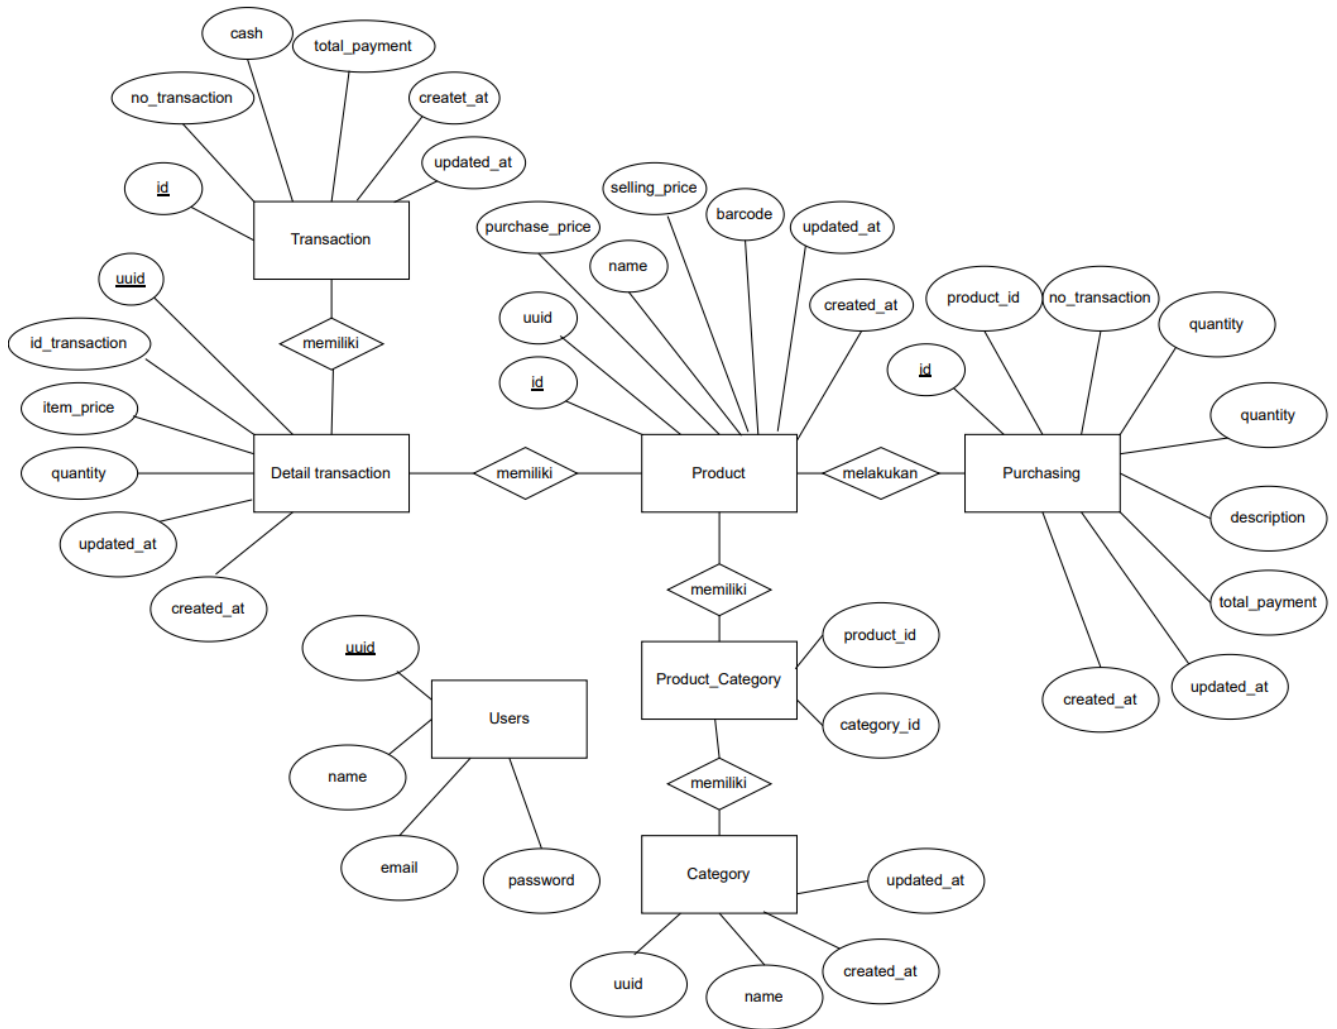 cash
total_payment
no_transaction
createt_at
updated_at
id
Transaction
selling_price
barcode
purchase_price
updated_at
name
uuid
created_at
product_id
no_transaction
uuid
quantity
id_transaction
memiliki
id
id
item_price
quantity
quantity
Detail transaction
memiliki
Product
melakukan
Purchasing
description
updated_at
created_at
memiliki
total_payment
uuid
product_id
Product_Category
updated_at
created_at
Users
category_id
name
memiliki
email
password
Category
updated_at
uuid
name
created_at